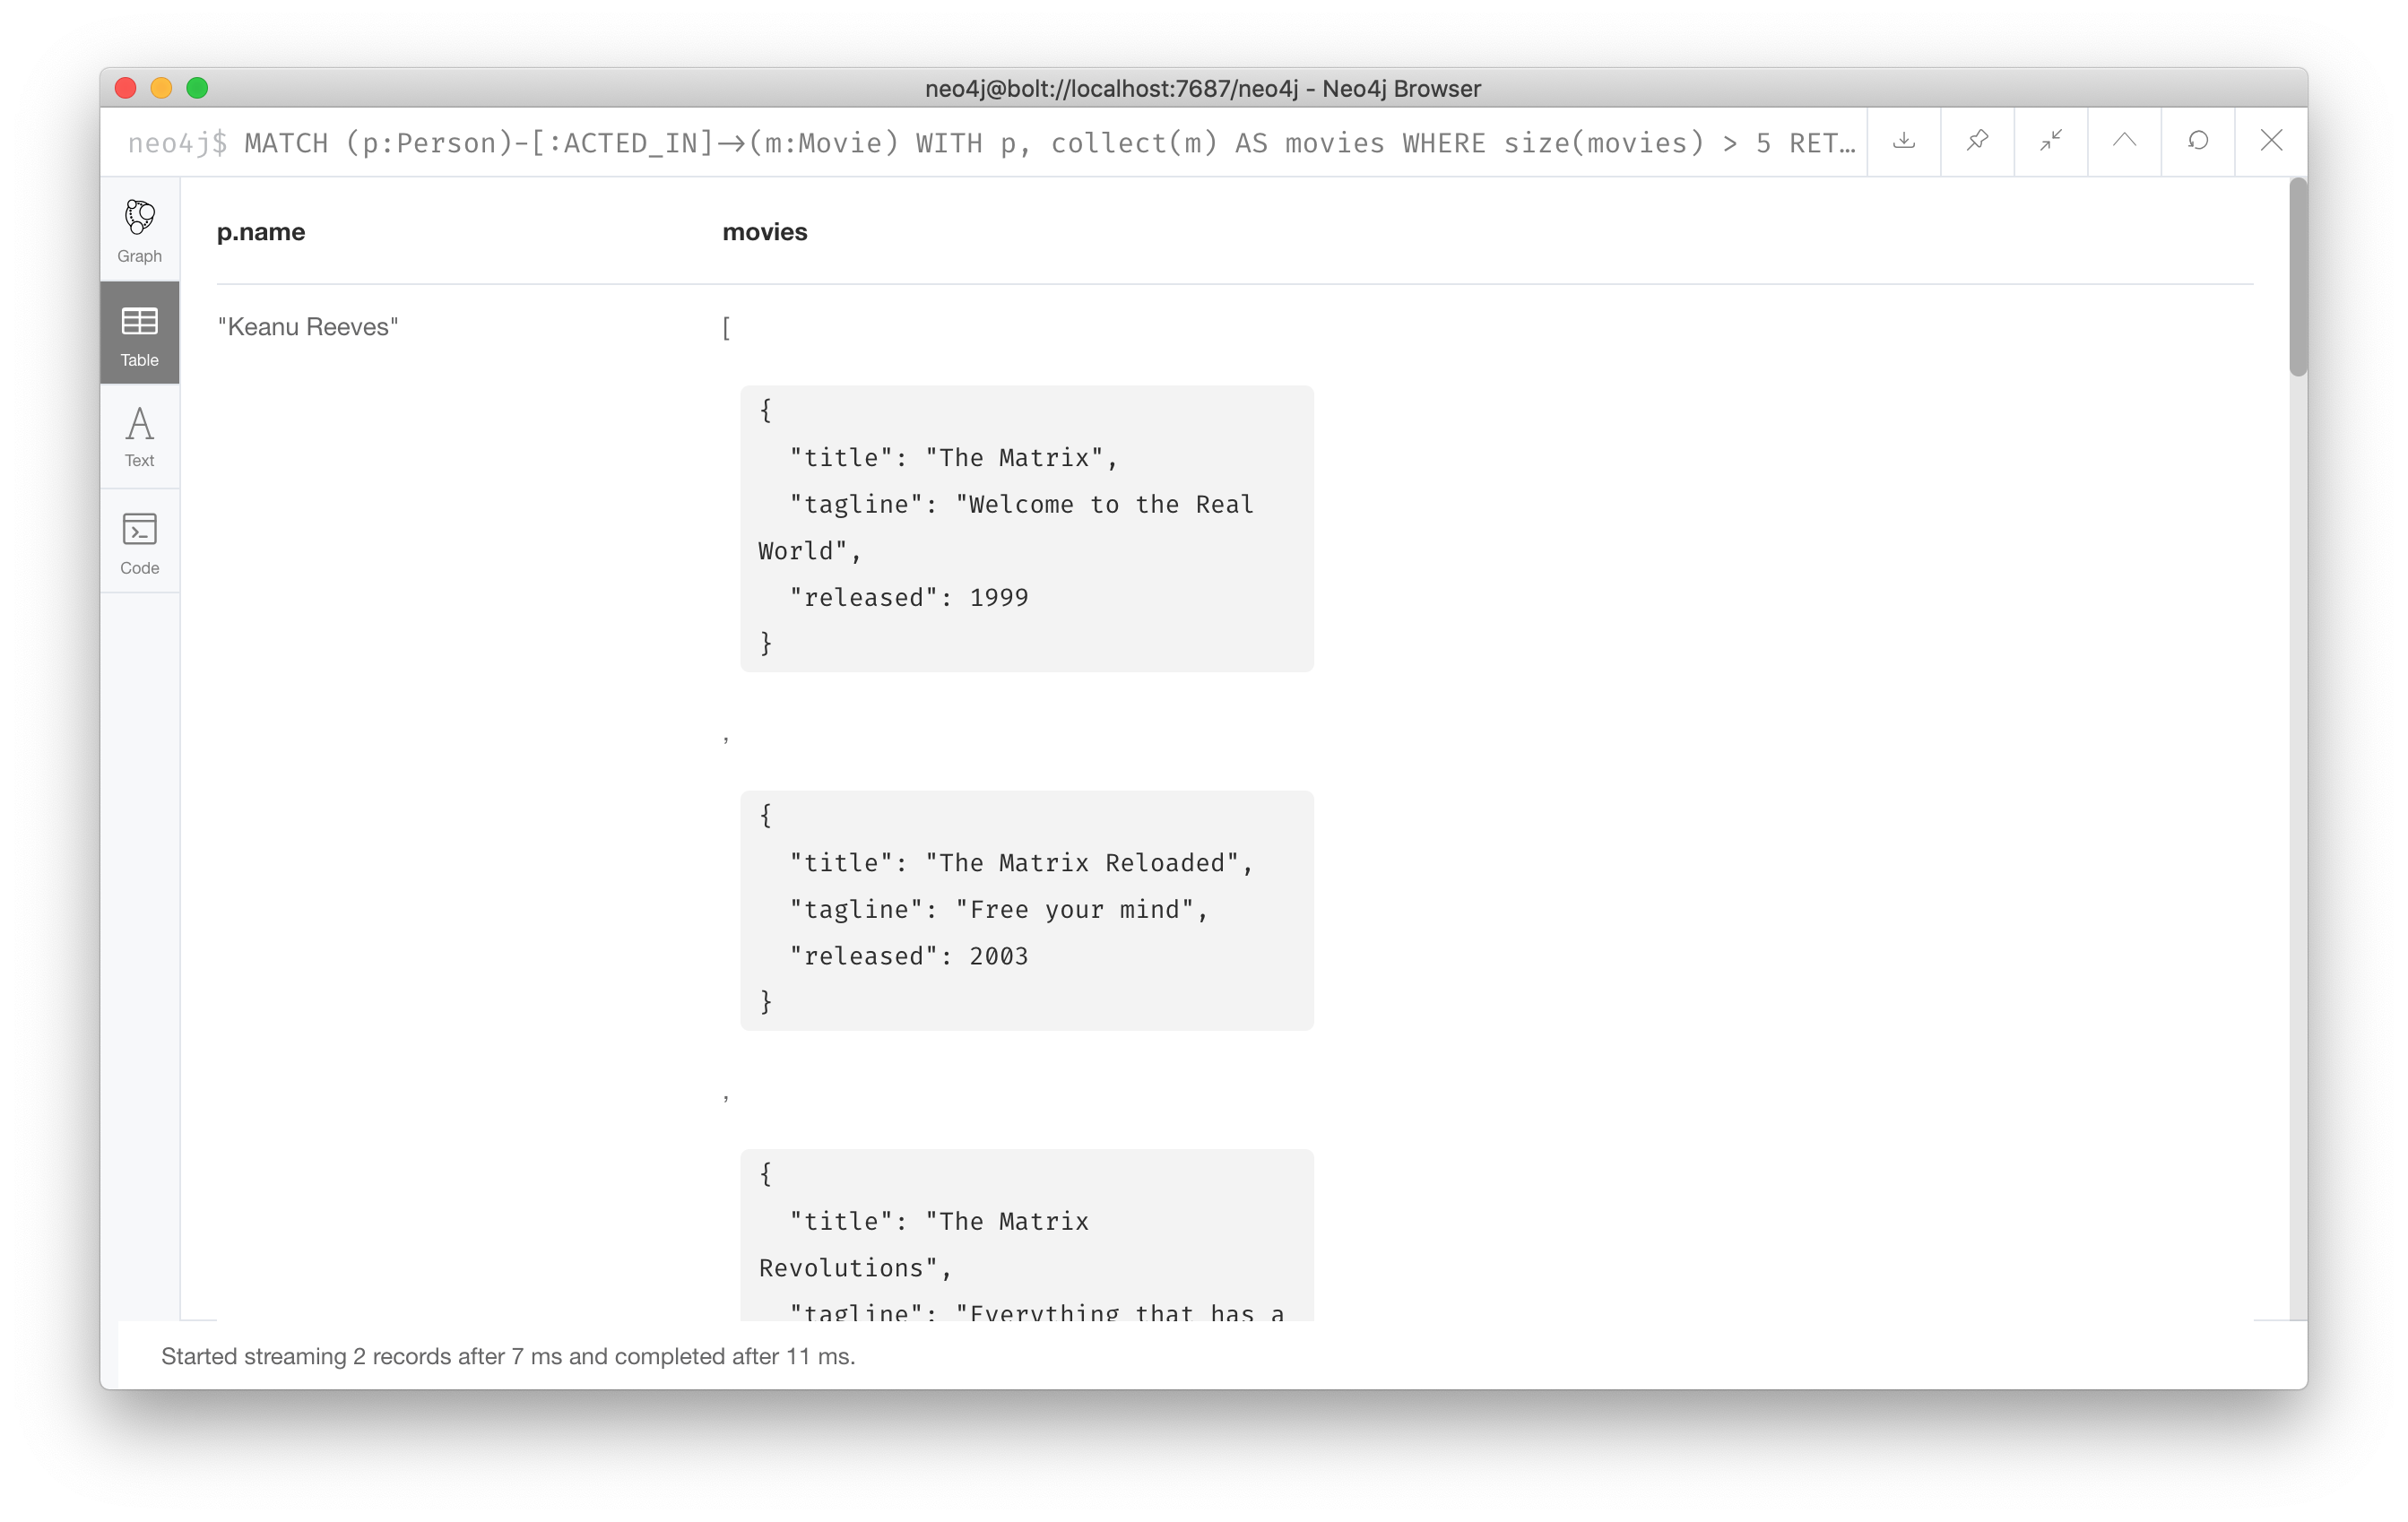 neo4j@bolt://localhost:7687/neo4j - Neo4j Browser
neo4j$ MATCH (p:Person)-[:ACTED_IN]→(m:Movie) WITH p, collect(m) AS movies WHERE size(movies) > 5 RET…
Graph
Table
Text
Code
p.name movies
"Keanu Reeves" [
{
"title": "The Matrix",
"tagline": "Welcome to the Real
World",
"released": 1999
}
,
{
"title": "The Matrix Reloaded",
"tagline": "Free your mind",
"released": 2003
}
,
{
"title": "The Matrix
Revolutions",
"tagline": "Everything that has a
Started streaming 2 records after 7 ms and completed after 11 ms.